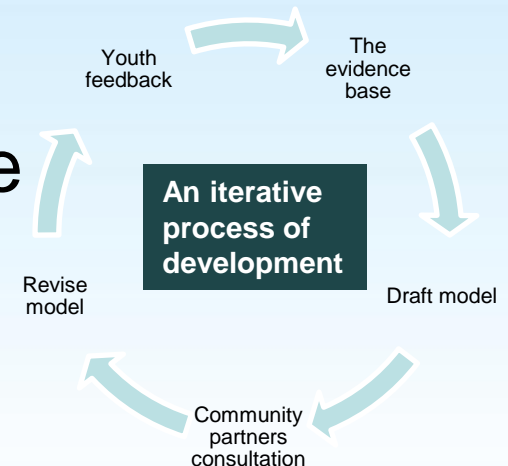 Youth
feedback
The
evidence
base
e
An iterative
process of
development
Revise
model
Draft model
Community
partners
consultation